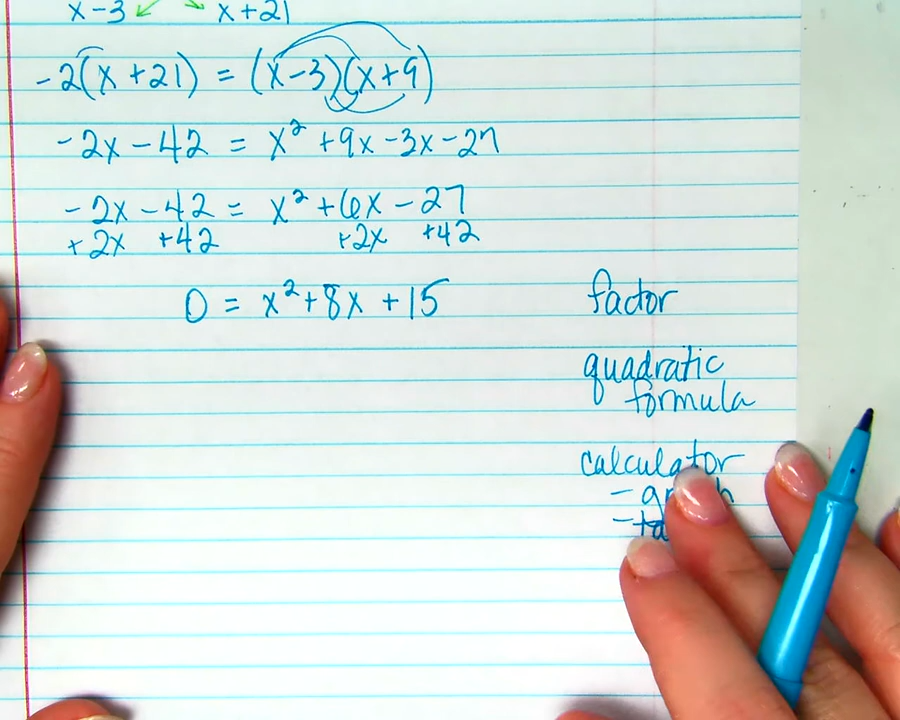 x-3 x+21
-2(x+21) = (x-3)(x+9)
-2x-42 = x²+9x-3x-27
-2x-42 = x²+6x-27
+2x +42 +2x +42
0 = x²+8x+15
factor
quadratic
formula
calculator